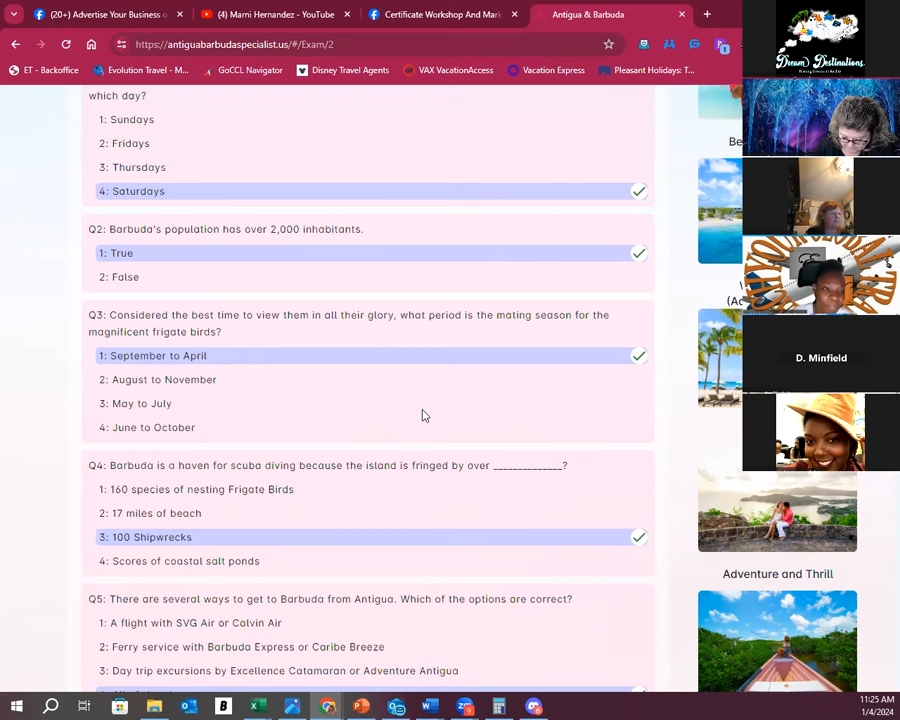 (20+) Advertise Your Business o
(4) Marni Hernandez - YouTube
Certificate Workshop And Mark
Antigua & Barbuda
https://antiguabarbudaspecialist.us/#/Exam/2
ET - Backoffice
Evolution Travel - M...
GoCCL Navigator
Disney Travel Agents
VAX VacationAccess
Vacation Express
Pleasant Holidays: T...
Dream Destinations
which day?
1: Sundays
2: Fridays
3: Thursdays
4: Saturdays
Q2: Barbuda's population has over 2,000 inhabitants.
1: True
2: False
Q3: Considered the best time to view them in all their glory, what period is the mating season for the
magnificent frigate birds?
1: September to April
2: August to November
3: May to July
4: June to October
Q4: Barbuda is a haven for scuba diving because the island is fringed by over ______________?
1: 160 species of nesting Frigate Birds
2: 17 miles of beach
3: 100 Shipwrecks
4: Scores of coastal salt ponds
Q5: There are several ways to get to Barbuda from Antigua. Which of the options are correct?
1: A flight with SVG Air or Calvin Air
2: Ferry service with Barbuda Express or Caribe Breeze
3: Day trip excursions by Excellence Catamaran or Adventure Antigua
Be
(Ac
D. Minfield
Adventure and Thrill
11:25 AM
1/4/2024